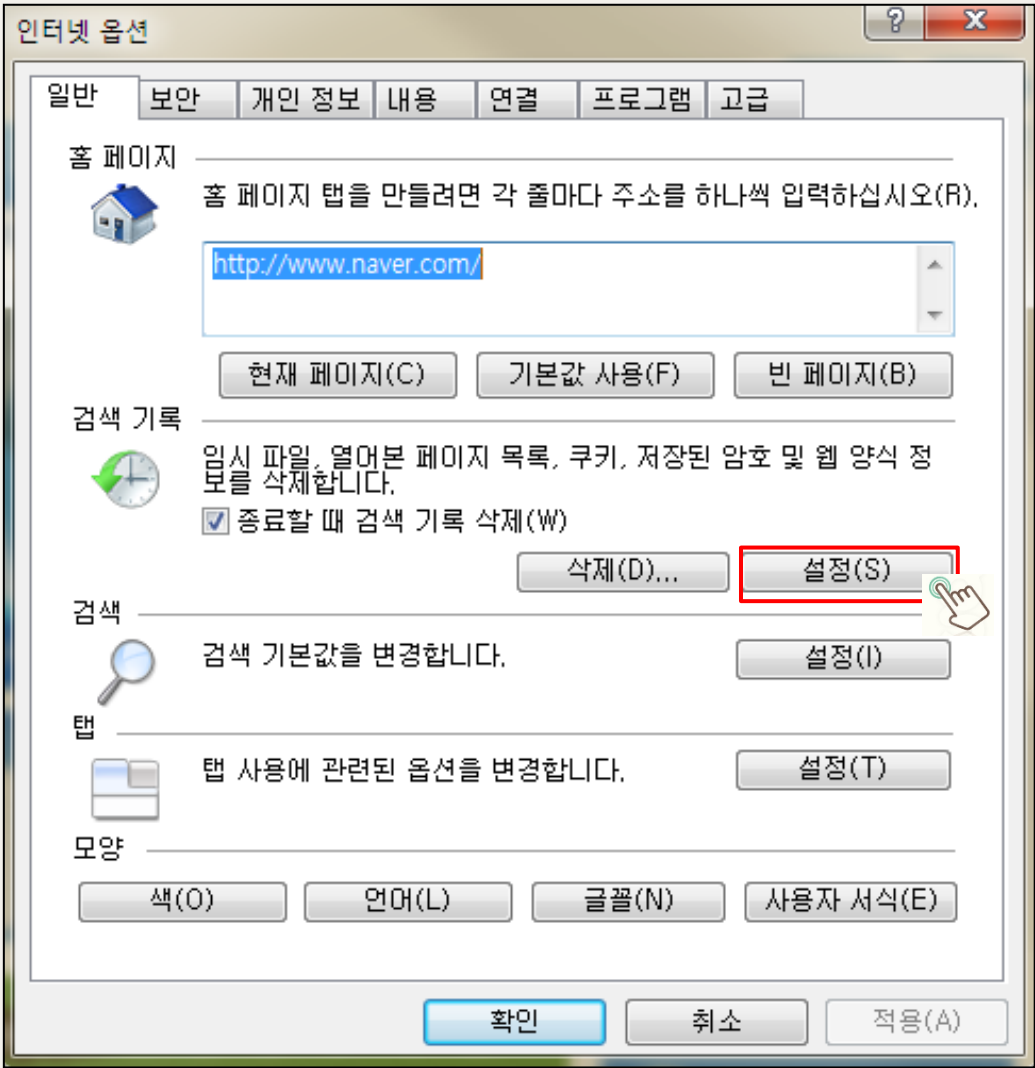 인터넷 옵션
?
X
일반 보안 개인 정보 내용 연결 프로그램 고급
홈 페이지
홈 페이지 탭을 만들려면 각 줄마다 주소를 하나씩 입력하십시오(R).
http://www.naver.com/
현재 페이지(C) 기본값 사용(F) 빈 페이지(B)
검색 기록
임시 파일, 열어본 페이지 목록, 쿠키, 저장된 암호 및 웹 양식 정
보를 삭제합니다.
종료할 때 검색 기록 삭제(W)
삭제(D)... 설정(S)
검색
검색 기본값을 변경합니다. 설정(I)
탭
탭 사용에 관련된 옵션을 변경합니다. 설정(T)
모양
색(O) 언어(L) 글꼴(N) 사용자 서식(E)
확인 취소 적용(A)